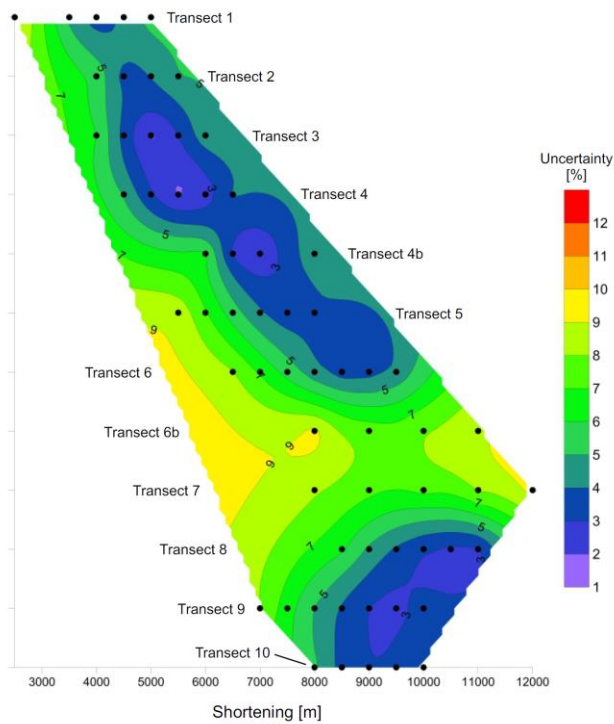 Transect 1
5
Transect 2
5
7
Transect 3
Uncertainty
[%]
3
Transect 4
12
5
11
7
Transect 4b
3
10
9
9
Transect 5
8
5
Transect 6
7
7
5
6
7
Transect 6b
9
5
9
4
Transect 7
7
3
5
Transect 8
7
2
3
5
1
Transect 9
3
Transect 10
3000 4000 5000 6000 7000 8000 9000 10000 11000 12000
Shortening [m]